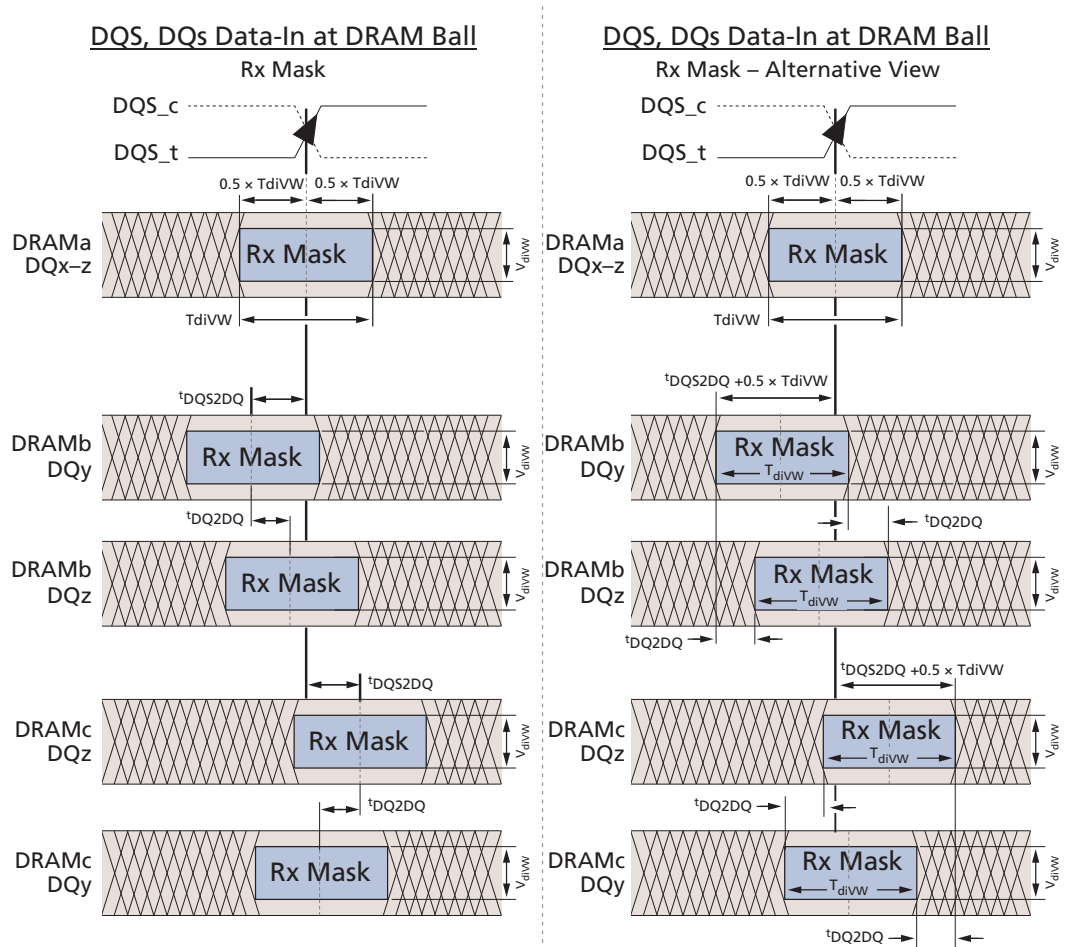 DQS, DQs Data-In at DRAM Ball
Rx Mask
DQS_c
DQS_t
0.5 × TdiVW
0.5 × TdiVW
DRAMa
DQx–z
Rx Mask
VdiVW
TdiVW
tDQS2DQ
DRAMb
DQy
Rx Mask
VdiVW
tDQ2DQ
DRAMb
DQz
Rx Mask
VdiVW
tDQS2DQ
DRAMc
DQz
Rx Mask
VdiVW
tDQ2DQ
DRAMc
DQy
Rx Mask
VdiVW
DQS, DQs Data-In at DRAM Ball
Rx Mask – Alternative View
DQS_c
DQS_t
0.5 × TdiVW
0.5 × TdiVW
DRAMa
DQx–z
Rx Mask
VdiVW
TdiVW
tDQS2DQ +0.5 × TdiVW
DRAMb
DQy
Rx Mask
TdiVW
VdiVW
tDQ2DQ
DRAMb
DQz
Rx Mask
TdiVW
VdiVW
tDQ2DQ
tDQS2DQ +0.5 × TdiVW
DRAMc
DQz
Rx Mask
TdiVW
VdiVW
tDQ2DQ
DRAMc
DQy
Rx Mask
TdiVW
VdiVW
tDQ2DQ